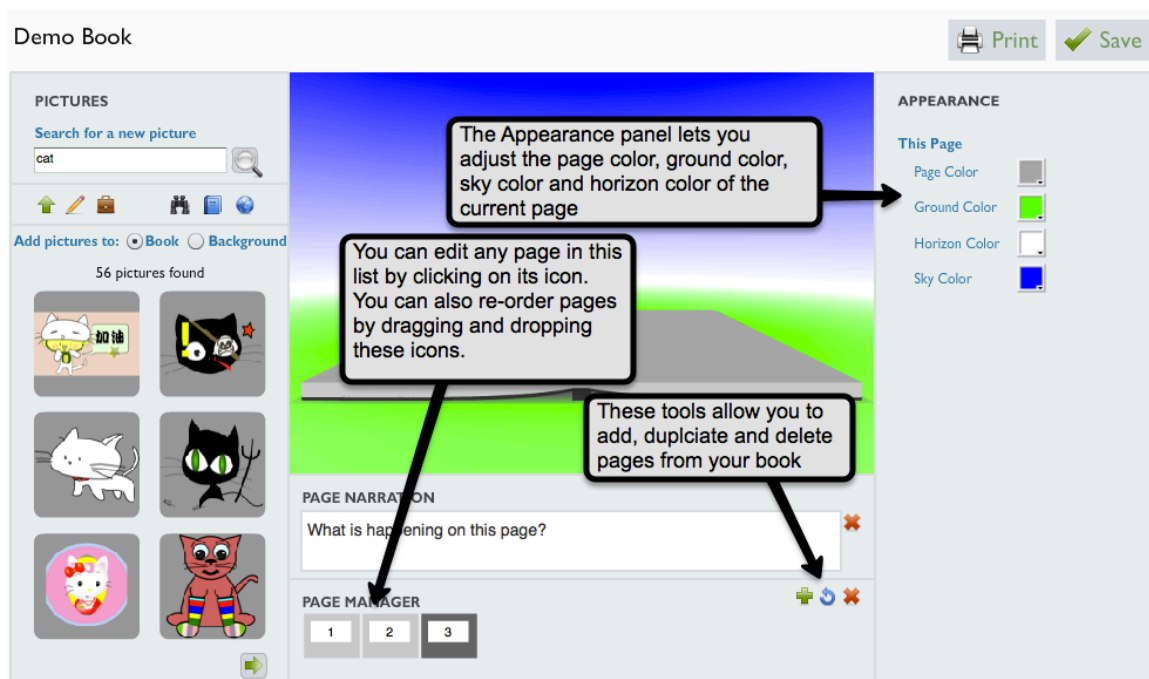 Demo Book
Print
Save
PICTURES
Search for a new picture
cat
Add pictures to:
Book
Background
56 pictures found
加油
The Appearance panel lets you
adjust the page color, ground color,
sky color and horizon color of the
current page
You can edit any page in this
list by clicking on its icon.
You can also re-order pages
by dragging and dropping
these icons.
These tools allow you to
add, duplciate and delete
pages from your book
PAGE NARRATION
What is happening on this page?
PAGE MANAGER
1
2
3
APPEARANCE
This Page
Page Color
Ground Color
Horizon Color
Sky Color